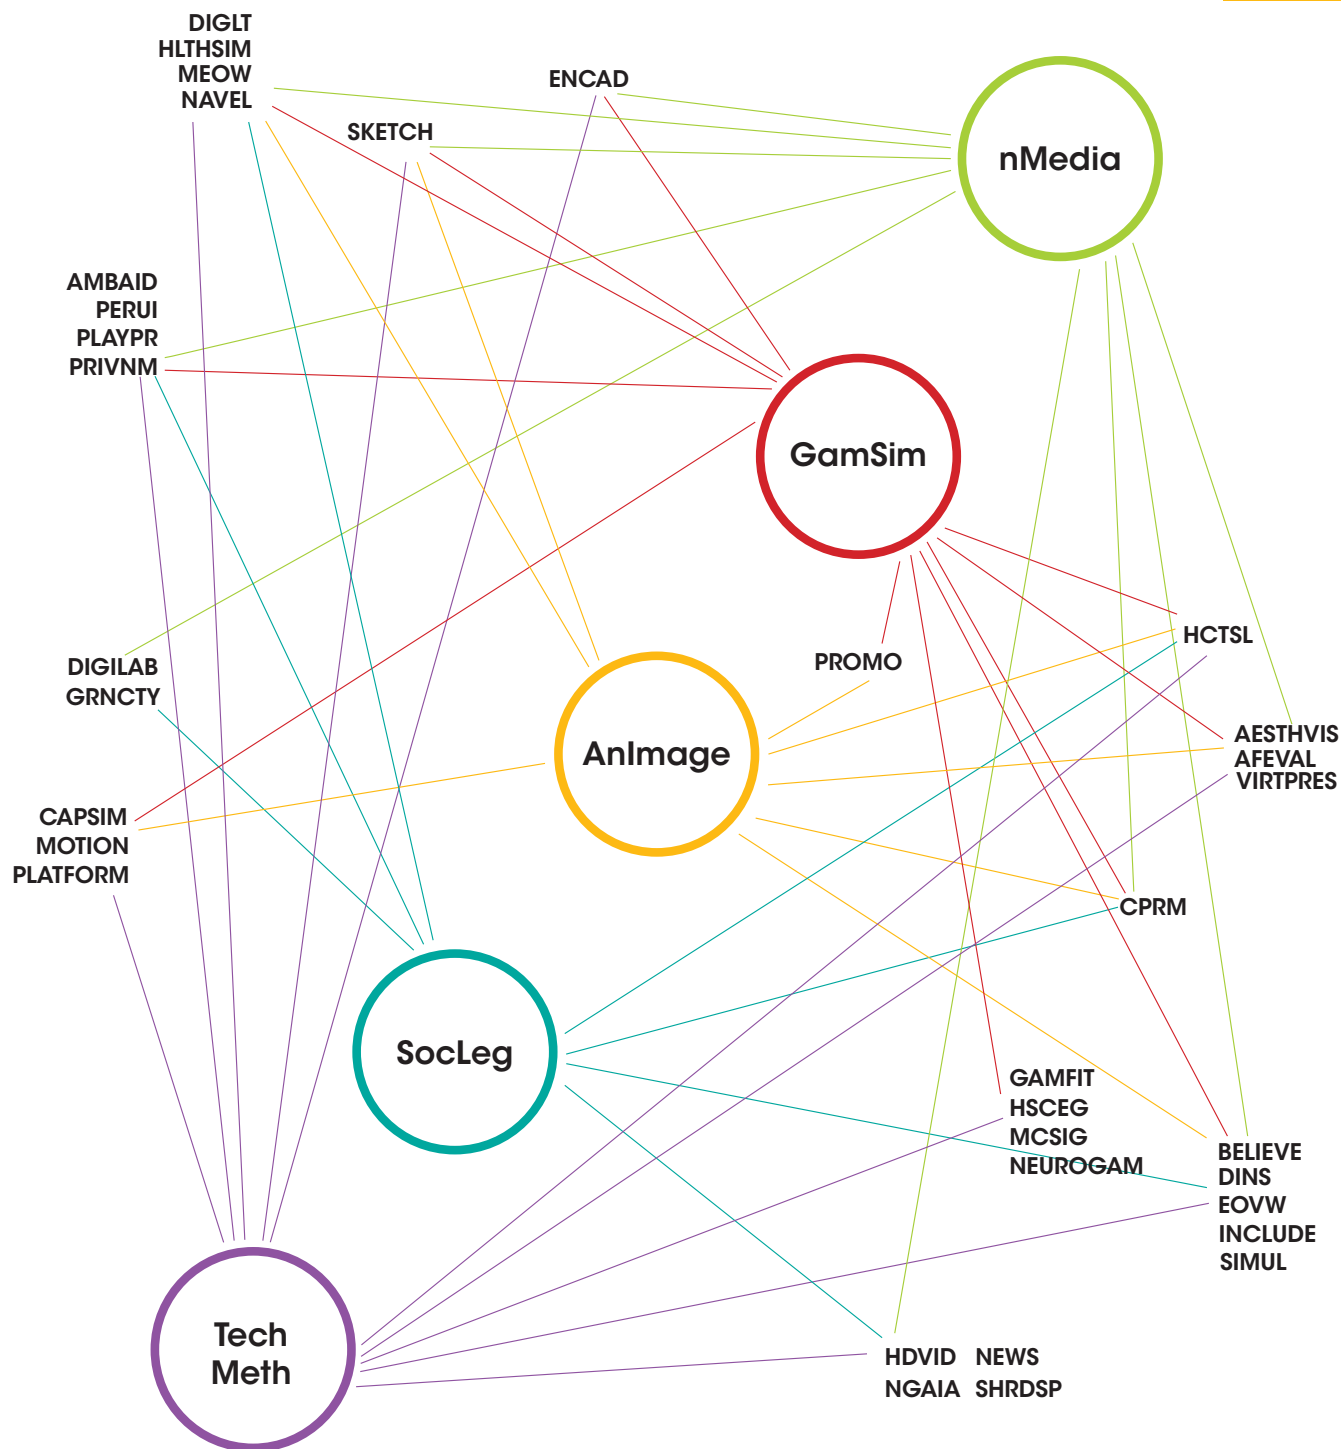 DIGLT
HLTHSIM
MEOW
NAVEL
ENCAD
SKETCH
nMedia
AMBAID
PERUI
PLAYPR
PRIVNM
GamSim
DIGILAB
GRNCTY
PROMO
HCTSL
AnImage
AESTHVIS
AFEVAL
VIRTPRES
CAPSIM
MOTION
PLATFORM
CPRM
SocLeg
GAMFIT
HSCEG
MCSIG
NEUROGAM
BELIEVE
DINS
EOVW
INCLUDE
SIMUL
Tech
Meth
HDVID NEWS
NGAIA SHRDSP